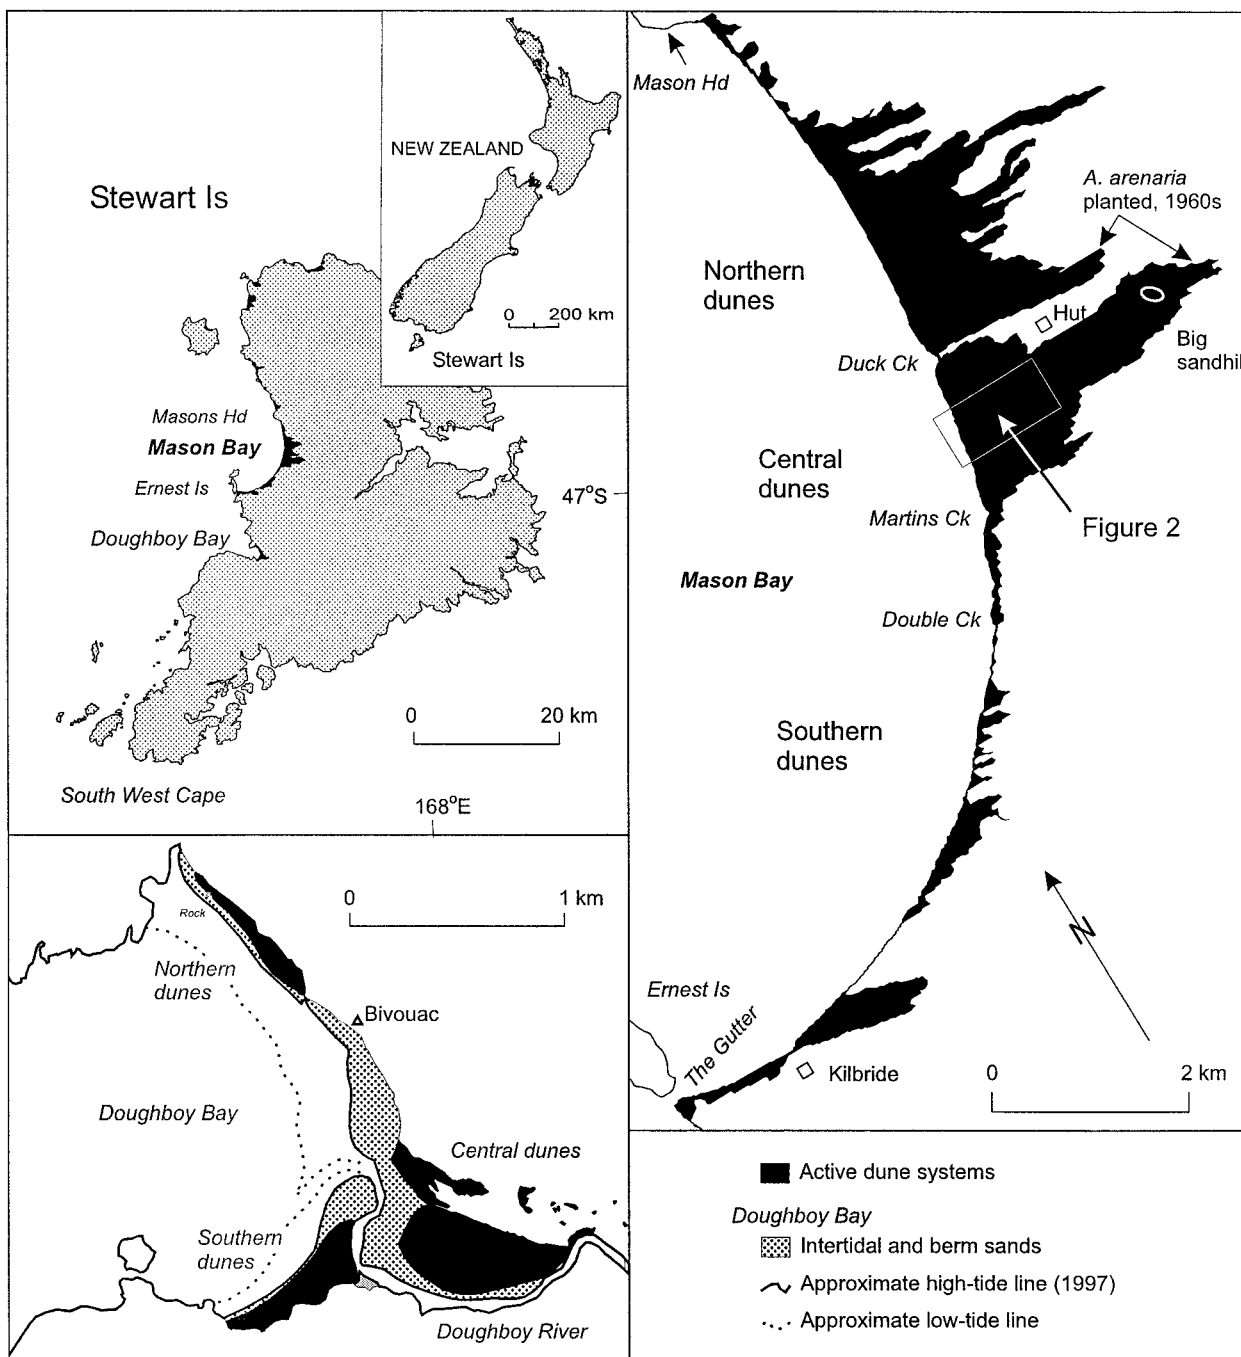 Stewart Is
NEW ZEALAND
0 200 km
Stewart Is
Masons Hd
Mason Bay
Ernest Is
Doughboy Bay
47°S
0 20 km
South West Cape
168°E
Mason Hd
A. arenaria
planted, 1960s
Northern
dunes
Hut
Big
sandhil
Duck Ck
Central
dunes
Martins Ck
Figure 2
Mason Bay
Double Ck
Southern
dunes
N
Ernest Is
The Gutter
Kilbride
0 2 km
0 1 km
Rock
Northern
dunes
Bivouac
Doughboy Bay
Central dunes
Southern
dunes
Doughboy River
Active dune systems
Doughboy Bay
Intertidal and berm sands
Approximate high-tide line (1997)
Approximate low-tide line